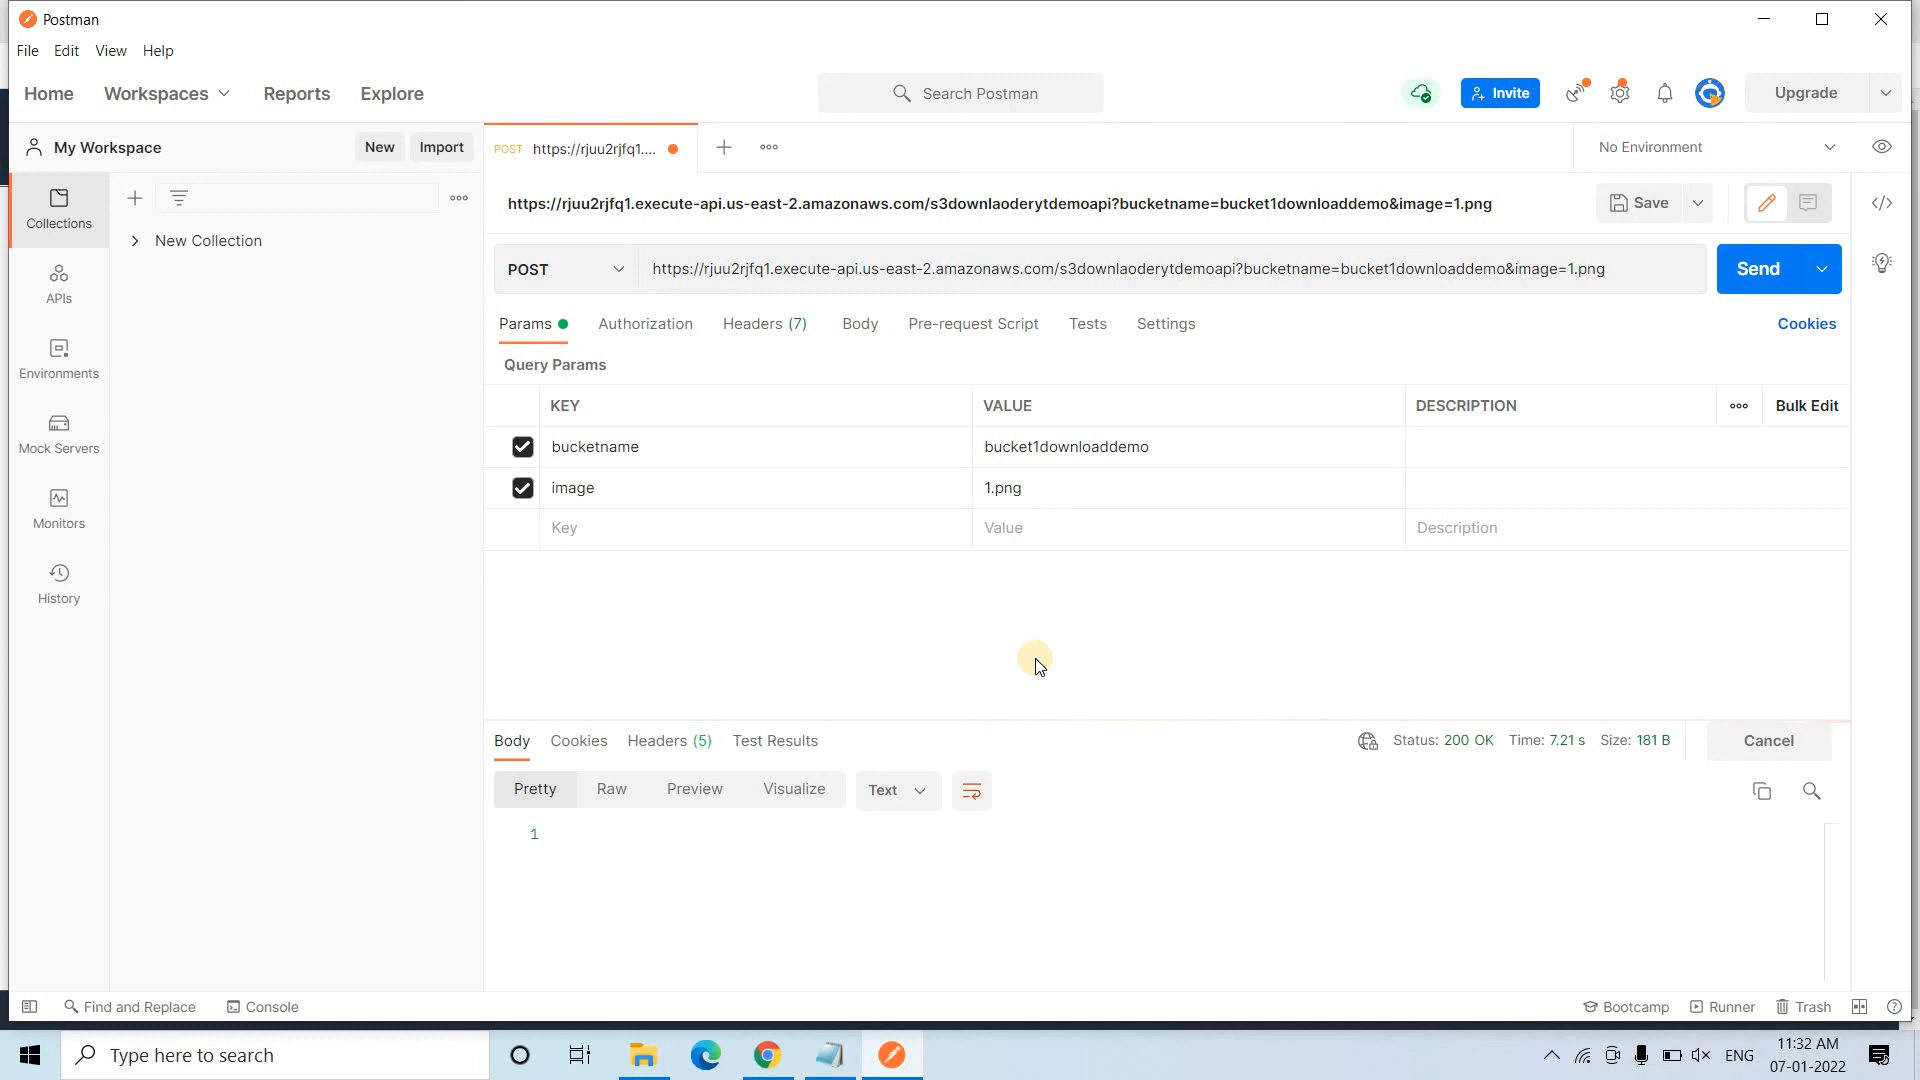 Postman
File Edit View Help
Home Workspaces Reports Explore Search Postman Invite Upgrade
My Workspace New Import POST https://rjuu2rjfq1.... No Environment
Collections
New Collection
APIs
Environments
Mock Servers
Monitors
History
https://rjuu2rjfq1.execute-api.us-east-2.amazonaws.com/s3downlaoderytdemoapi?bucketname=bucket1downloaddemo&image=1.png Save
POST https://rjuu2rjfq1.execute-api.us-east-2.amazonaws.com/s3downlaoderytdemoapi?bucketname=bucket1downloaddemo&image=1.png Send
Params Authorization Headers (7) Body Pre-request Script Tests Settings Cookies
Query Params
KEY VALUE DESCRIPTION Bulk Edit
bucketname bucket1downloaddemo
image 1.png
Key Value Description
Body Cookies Headers (5) Test Results Status: 200 OK Time: 7.21 s Size: 181 B Cancel
Pretty Raw Preview Visualize Text
1
Find and Replace Console Bootcamp Runner Trash
Type here to search ENG 11:32 AM
07-01-2022